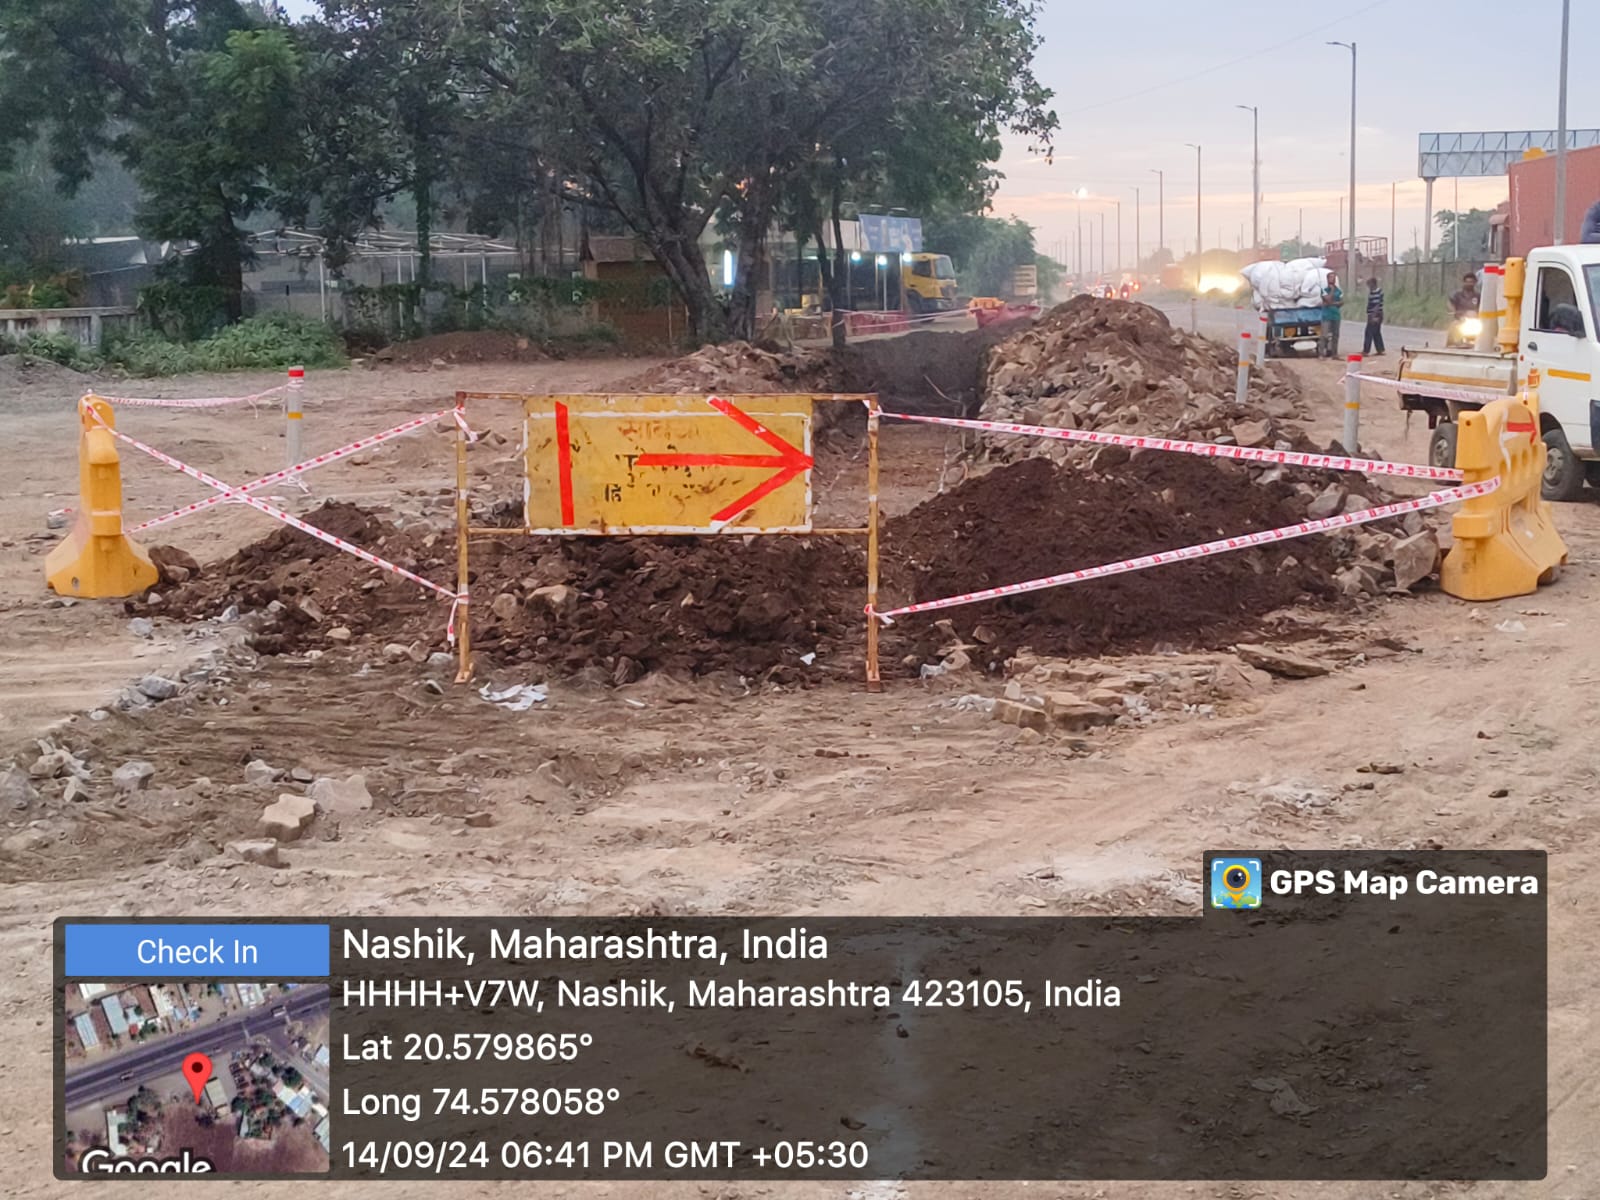 GPS Map Camera
Check In
Nashik, Maharashtra, India
HHHH+V7W, Nashik, Maharashtra 423105, India
Lat 20.579865°
Long 74.578058°
14/09/24 06:41 PM GMT +05:30
Google